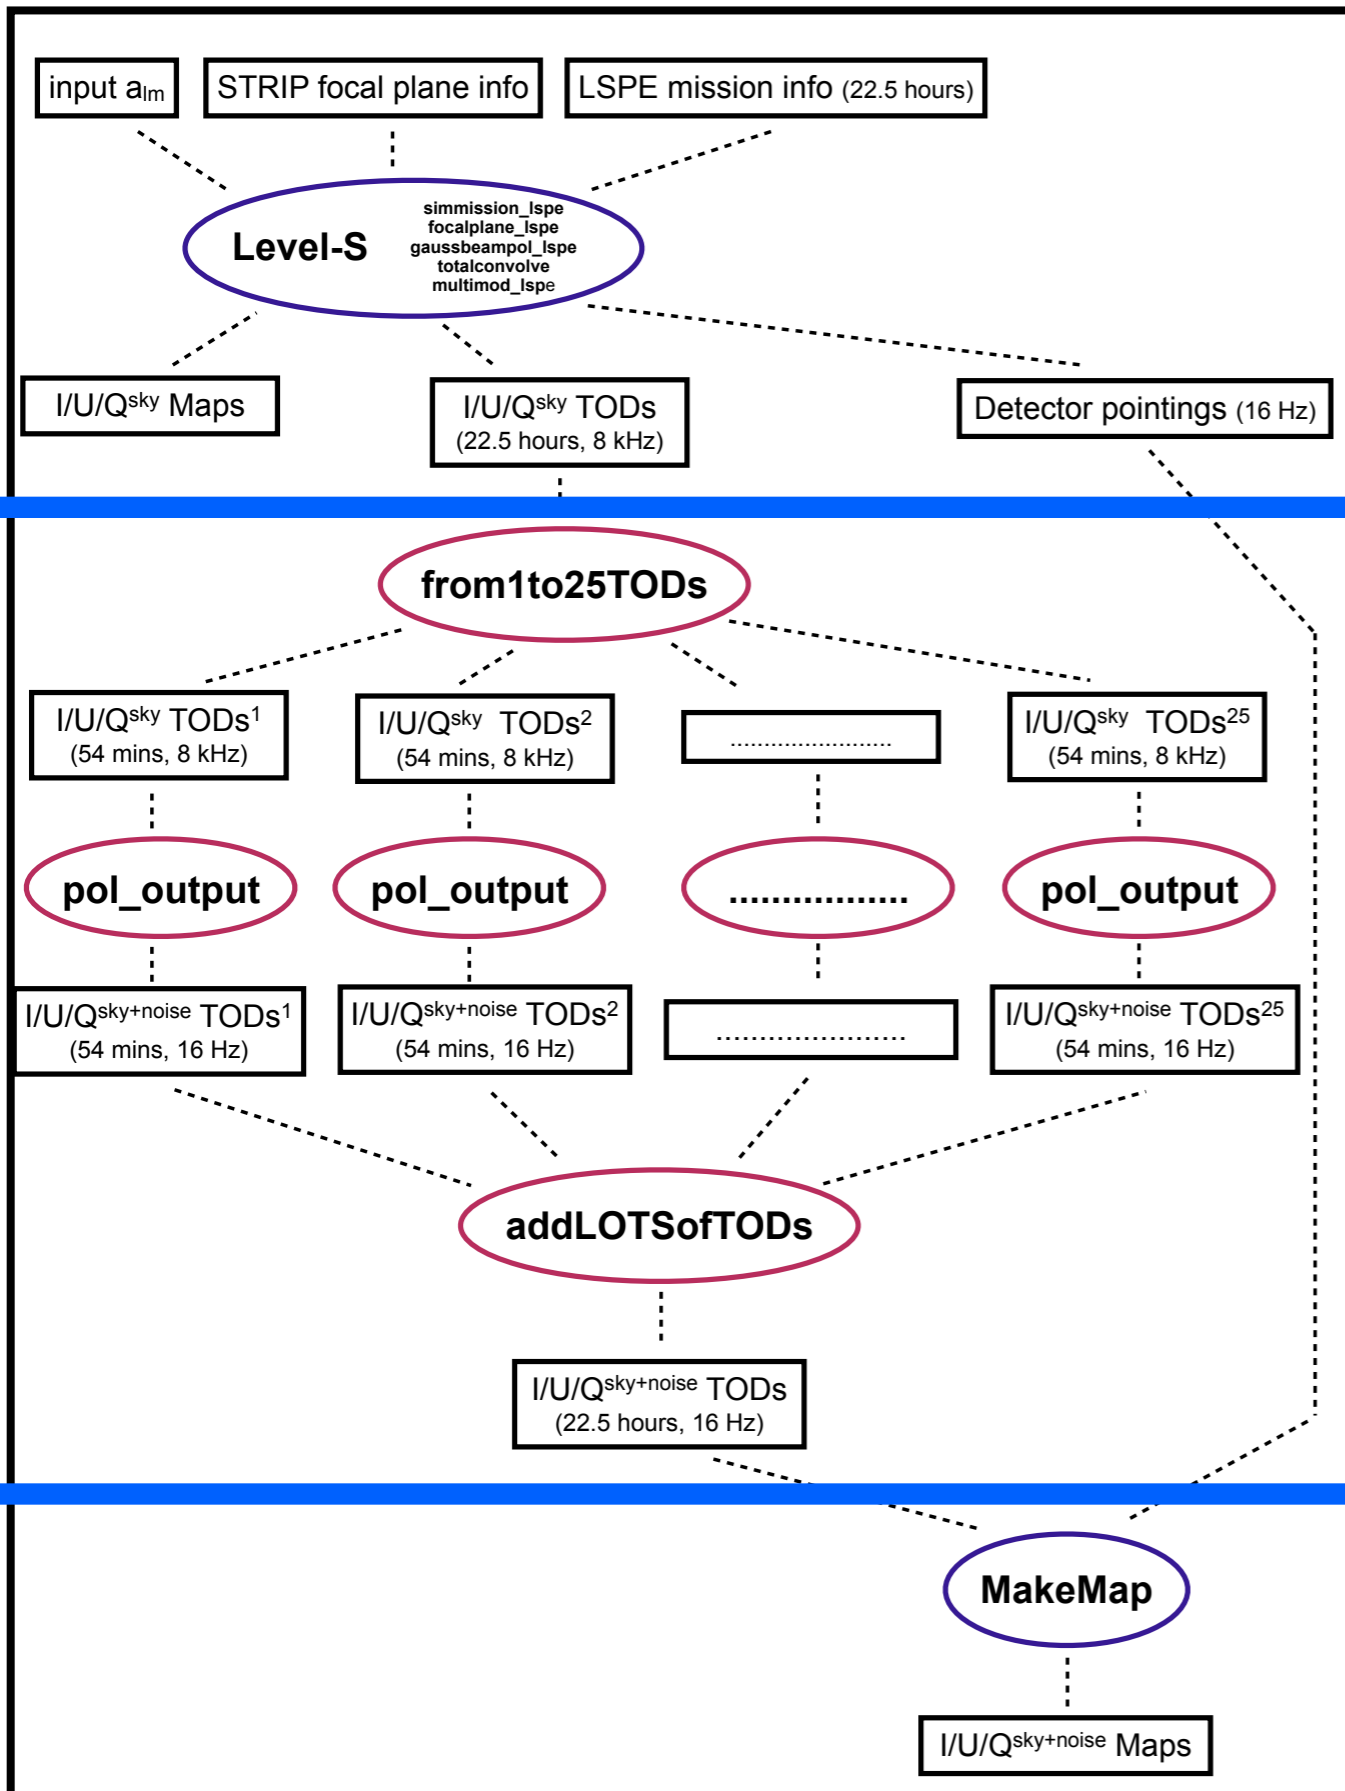 input alm
STRIP focal plane info
LSPE mission info (22.5 hours)
Level-S
simmission_lspe
focalplane_lspe
gaussbeampol_lspe
totalconvolve
multimod_lspe
I/U/Qsky Maps
I/U/Qsky TODs
(22.5 hours, 8 kHz)
Detector pointings (16 Hz)
from1to25TODs
I/U/Qsky TODs1
(54 mins, 8 kHz)
I/U/Qsky TODs2
(54 mins, 8 kHz)
........................
I/U/Qsky TODs25
(54 mins, 8 kHz)
pol_output
pol_output
.................
pol_output
I/U/Qsky+noise TODs1
(54 mins, 16 Hz)
I/U/Qsky+noise TODs2
(54 mins, 16 Hz)
........................
I/U/Qsky+noise TODs25
(54 mins, 16 Hz)
addLOTSofTODs
I/U/Qsky+noise TODs
(22.5 hours, 16 Hz)
MakeMap
I/U/Qsky+noise Maps